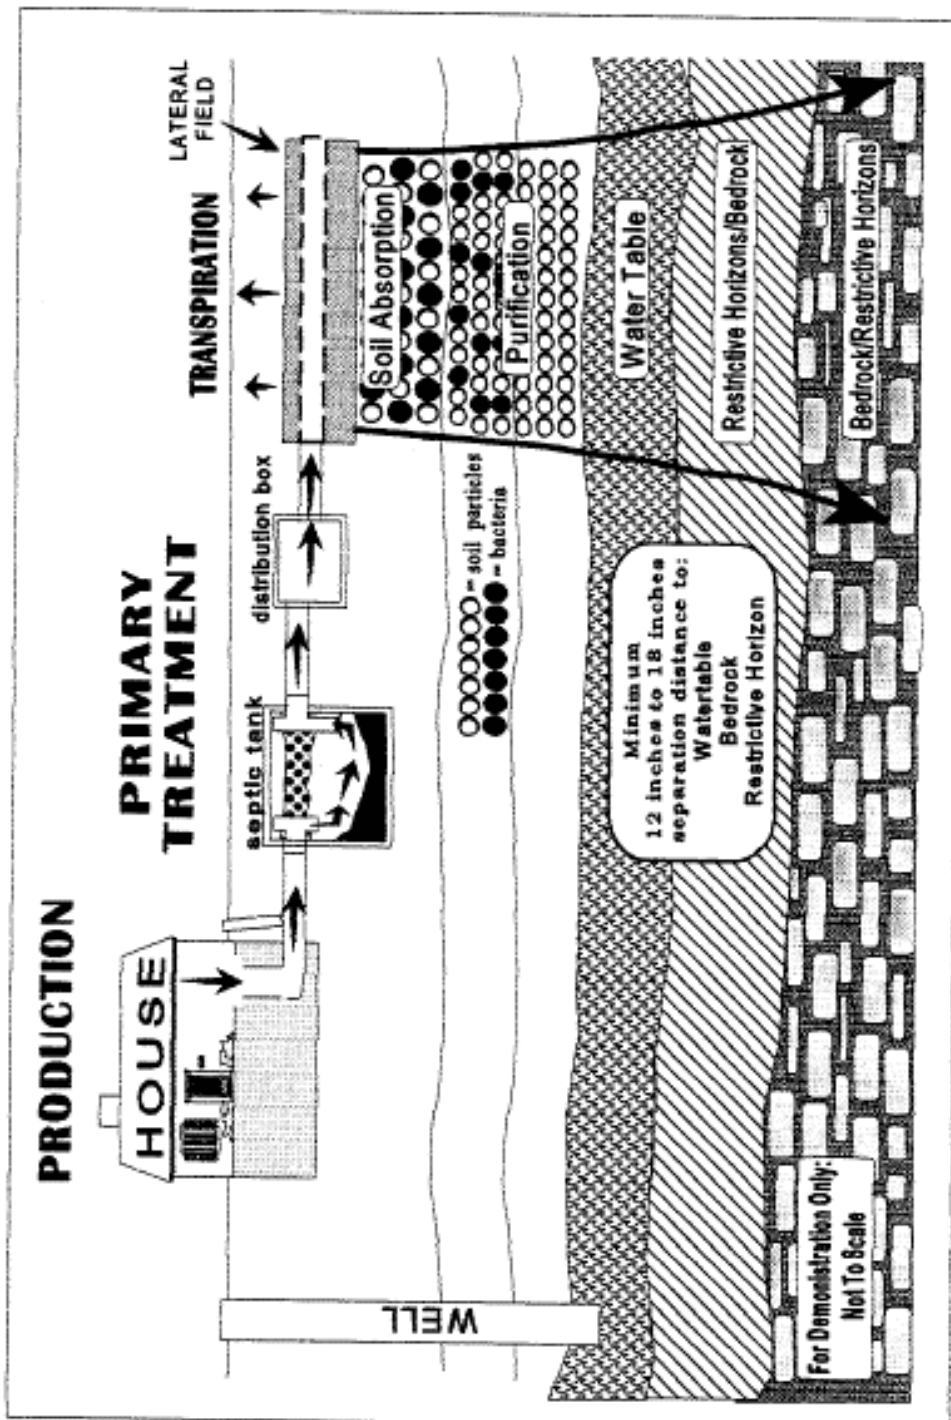 PRODUCTION
PRIMARY
TREATMENT
TRANSPIRATION
LATERAL
FIELD
HOUSE
septic tank
distribution box
WELL
= soil particles
= bacteria
Soil Absorption
Purification
Water Table
Restrictive Horizons/Bedrock
Bedrock/Restrictive Horizons
Minimum
12 inches to 18 inches
separation distance to:
Watertable
Bedrock
Restrictive Horizon
For Demonistration Only:
Not To Scale